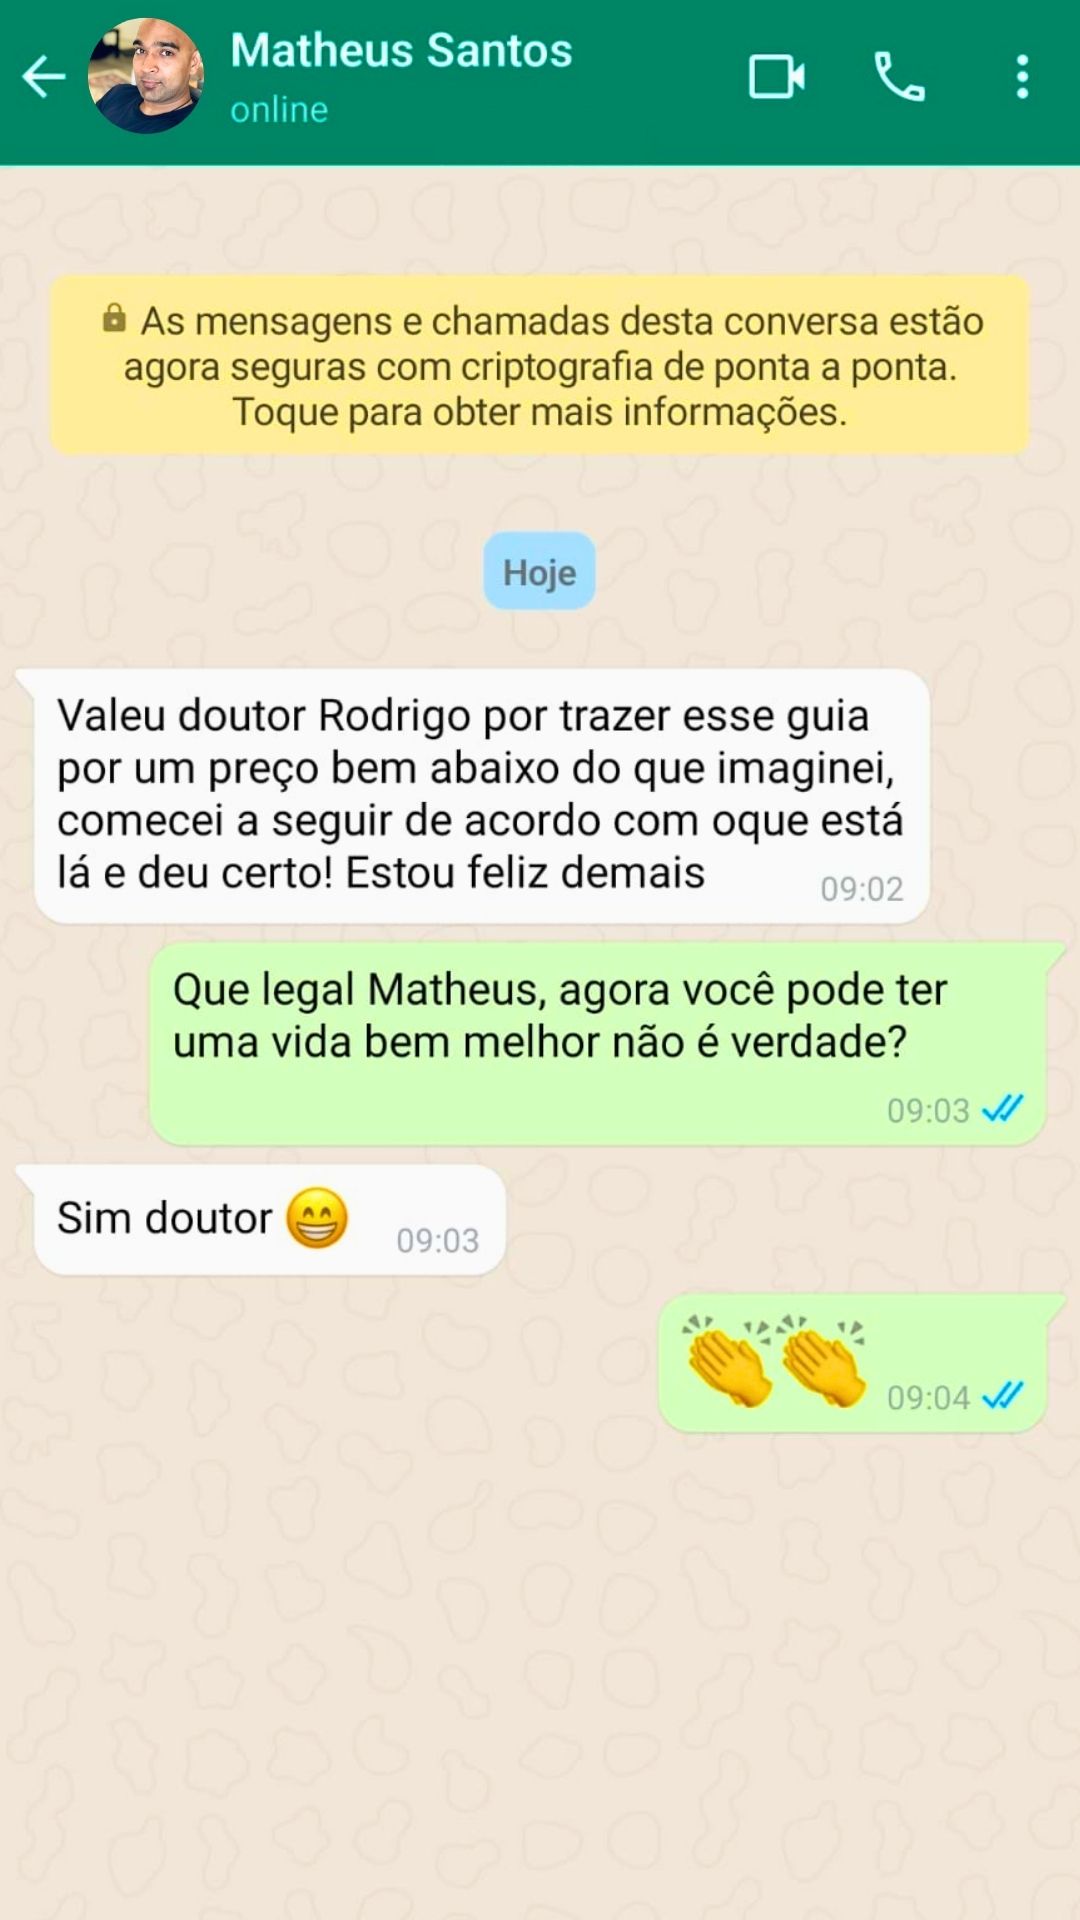 Matheus Santos
online
As mensagens e chamadas desta conversa estão
agora seguras com criptografia de ponta a ponta.
Toque para obter mais informações.
Hoje
Valeu doutor Rodrigo por trazer esse guia
por um preço bem abaixo do que imaginei,
comecei a seguir de acordo com oque está
lá e deu certo! Estou feliz demais
09:02
Que legal Matheus, agora você pode ter
uma vida bem melhor não é verdade?
09:03
Sim doutor 😁
09:03
👏👏
09:04